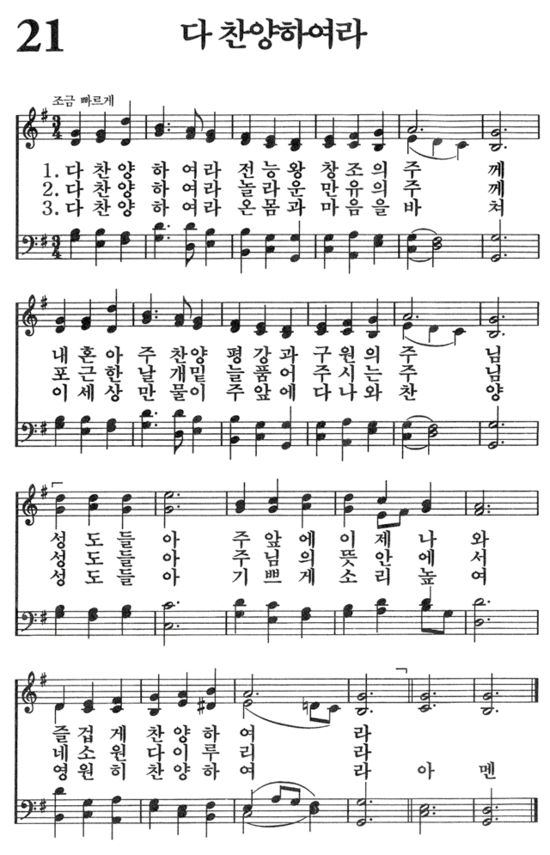 21 다 찬양하여라
조금 빠르게
1. 다 찬 양 하 여 라 전 능 왕 창 조 의 주 께
2. 다 찬 양 하 여 라 놀 라 운 만 유 의 주 께
3. 다 찬 양 하 여 라 온 몸 과 마 음 을 바 쳐
내 혼 아 주 찬 양 평 강 과 구 원 의 주 님
포 근 한 날 개 밑 늘 품 어 주 시 는 주 님
이 세 상 만 물 이 주 앞 에 다 나 와 찬 양
성 도 들 아 주 앞 에 이 제 나 와
성 도 들 아 주 님 의 뜻 안 에 서
성 도 들 아 기 쁘 게 소 리 높 여
즐 겁 게 찬 양 하 여 라
네 소 원 다 이 루 리 라
영 원 히 찬 양 하 여 라 아 멘